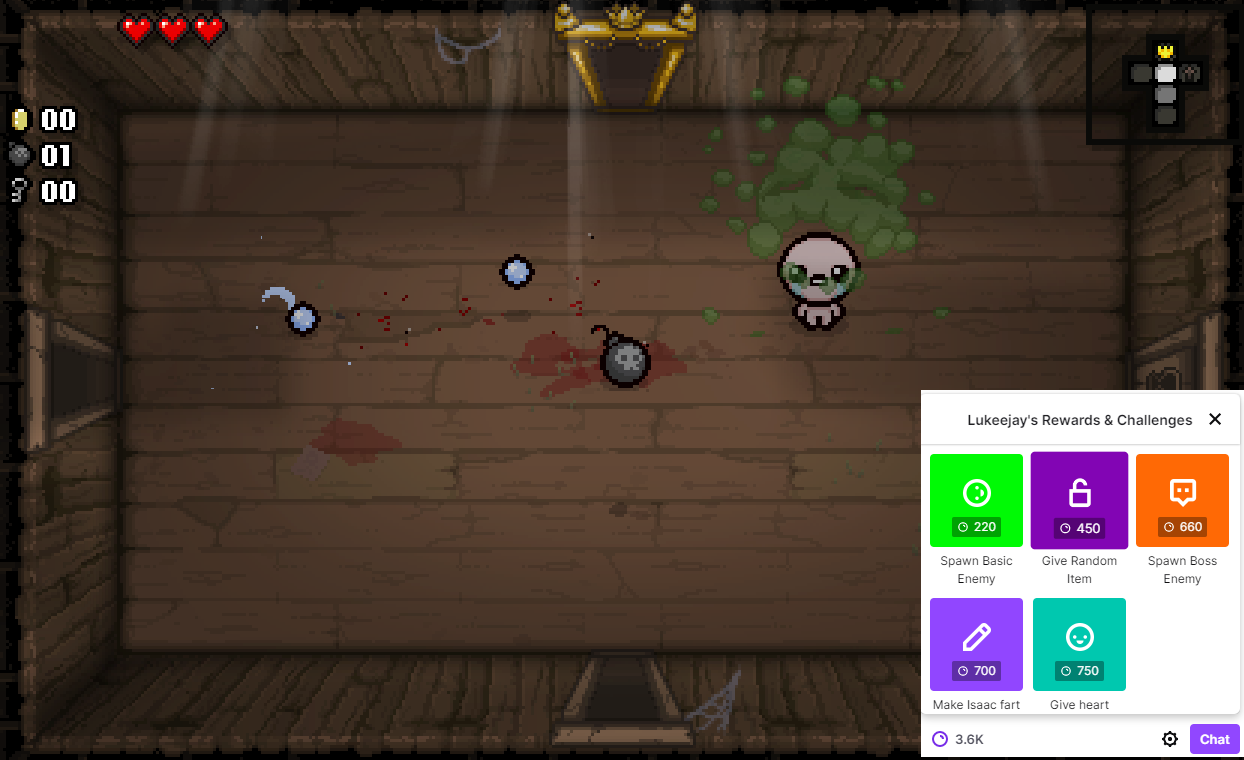 00
01
00
Lukeejay's Rewards & Challenges
220
450
660
Spawn Basic
Enemy
Give Random
Item
Spawn Boss
Enemy
700
750
Make Isaac fart
Give heart
3.6K
Chat